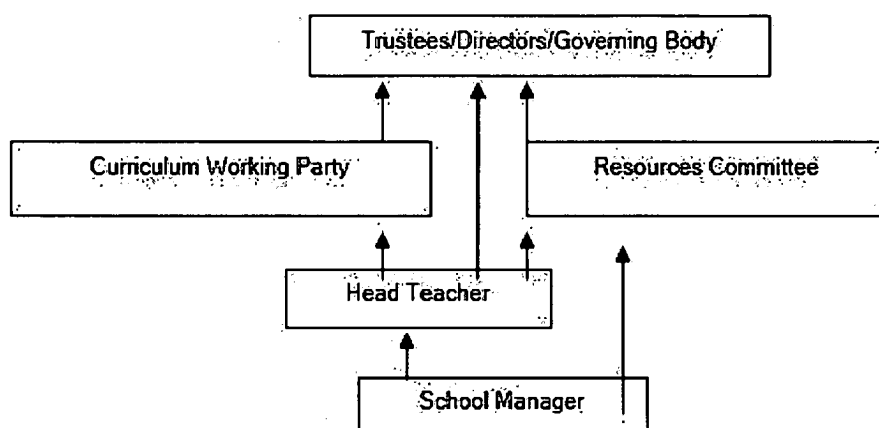 Trustees/Directors/Governing Body
Curriculum Working Party
Resources Committee
Head Teacher
School Manager